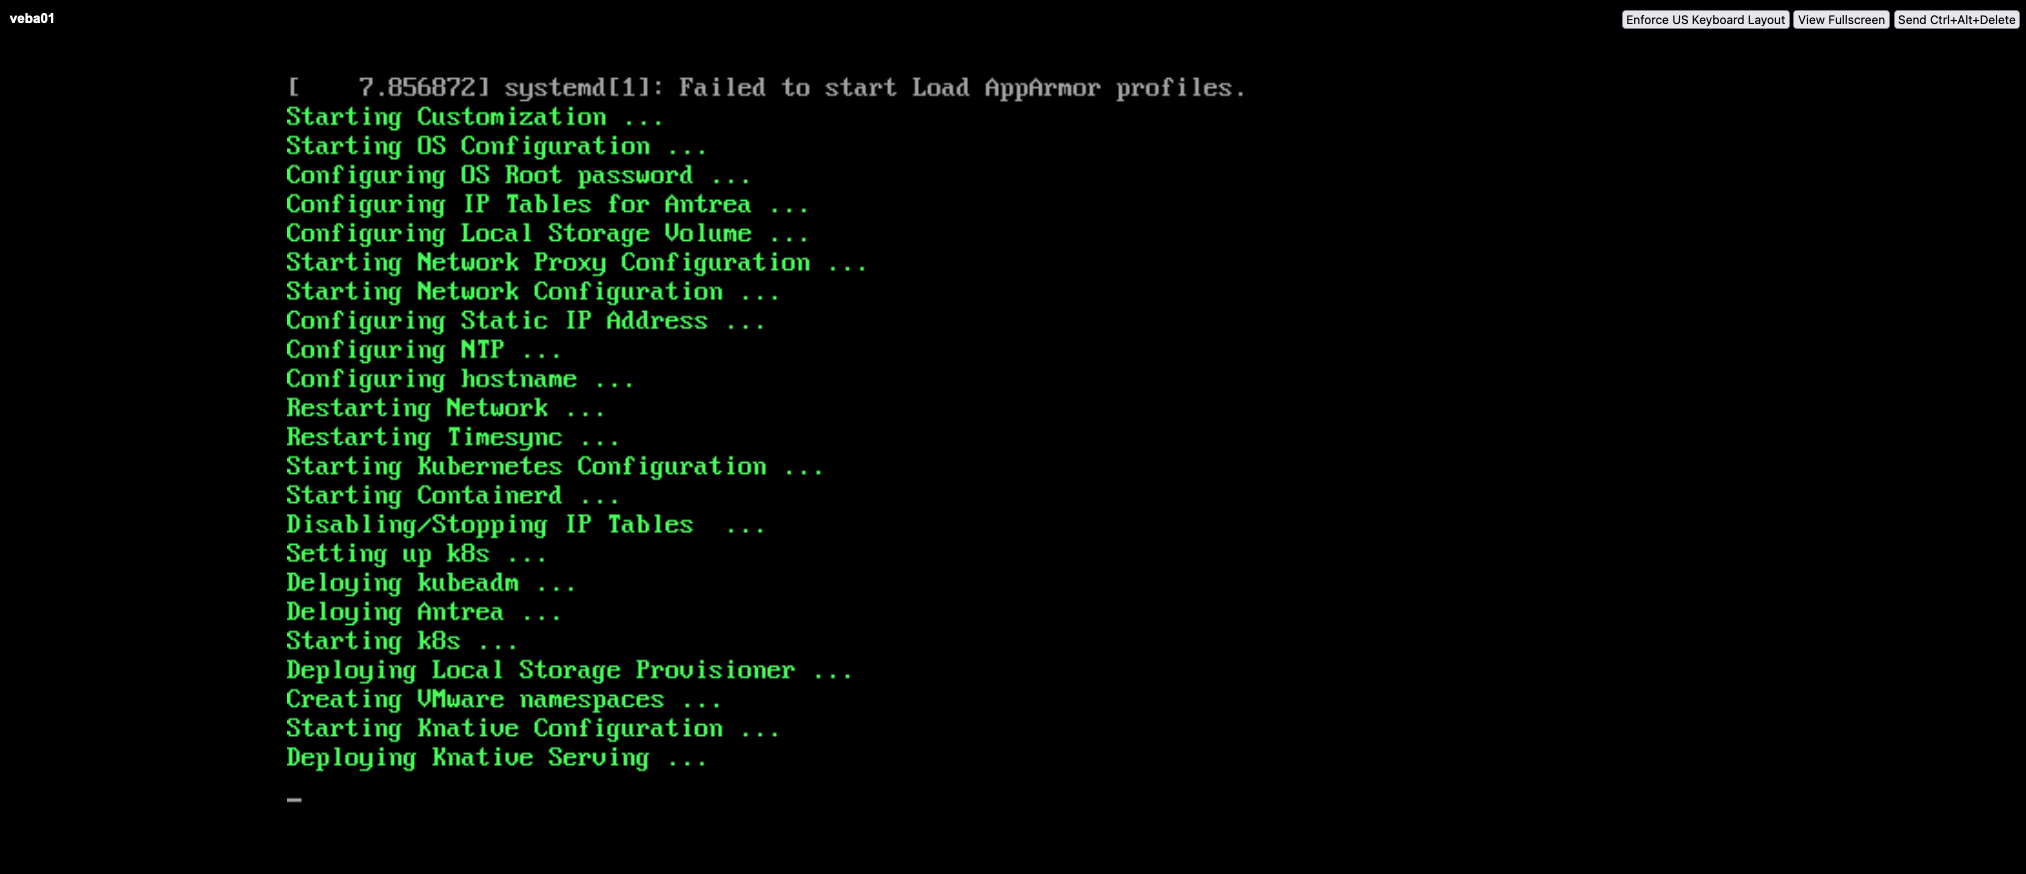 veba01
Enforce US Keyboard Layout View Fullscreen Send Ctrl+Alt+Delete
[    7.856872] systemd[1]: Failed to start Load AppArmor profiles.
Starting Customization ...
Starting OS Configuration ...
Configuring OS Root password ...
Configuring IP Tables for Antrea ...
Configuring Local Storage Volume ...
Starting Network Proxy Configuration ...
Starting Network Configuration ...
Configuring Static IP Address ...
Configuring NTP ...
Configuring hostname ...
Restarting Network ...
Restarting Timesync ...
Starting Kubernetes Configuration ...
Starting Containerd ...
Disabling/Stopping IP Tables  ...
Setting up k8s ...
Deloying kubeadm ...
Deloying Antrea ...
Starting k8s ...
Deploying Local Storage Provisioner ...
Creating VMware namespaces ...
Starting Knative Configuration ...
Deploying Knative Serving ...